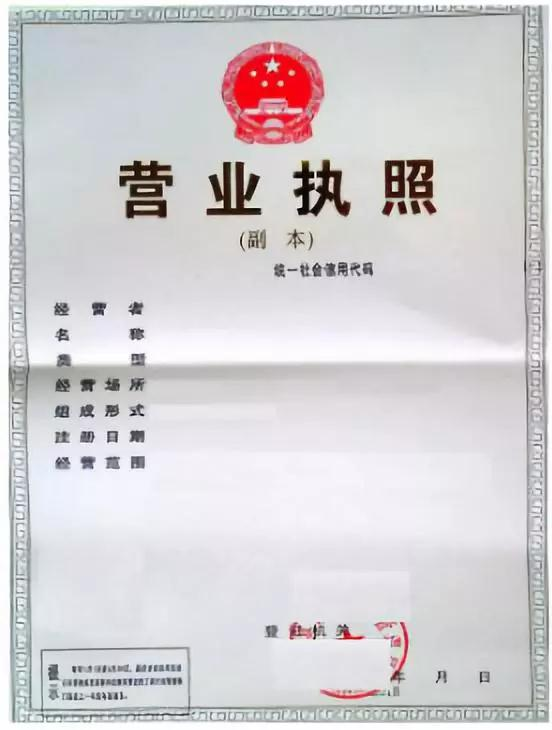 营业执照
(副 本)
统一社会信用代码
经营者
名称
类型
经营场所
组成形式
注册日期
经营范围
登记机关
年 月 日
提示